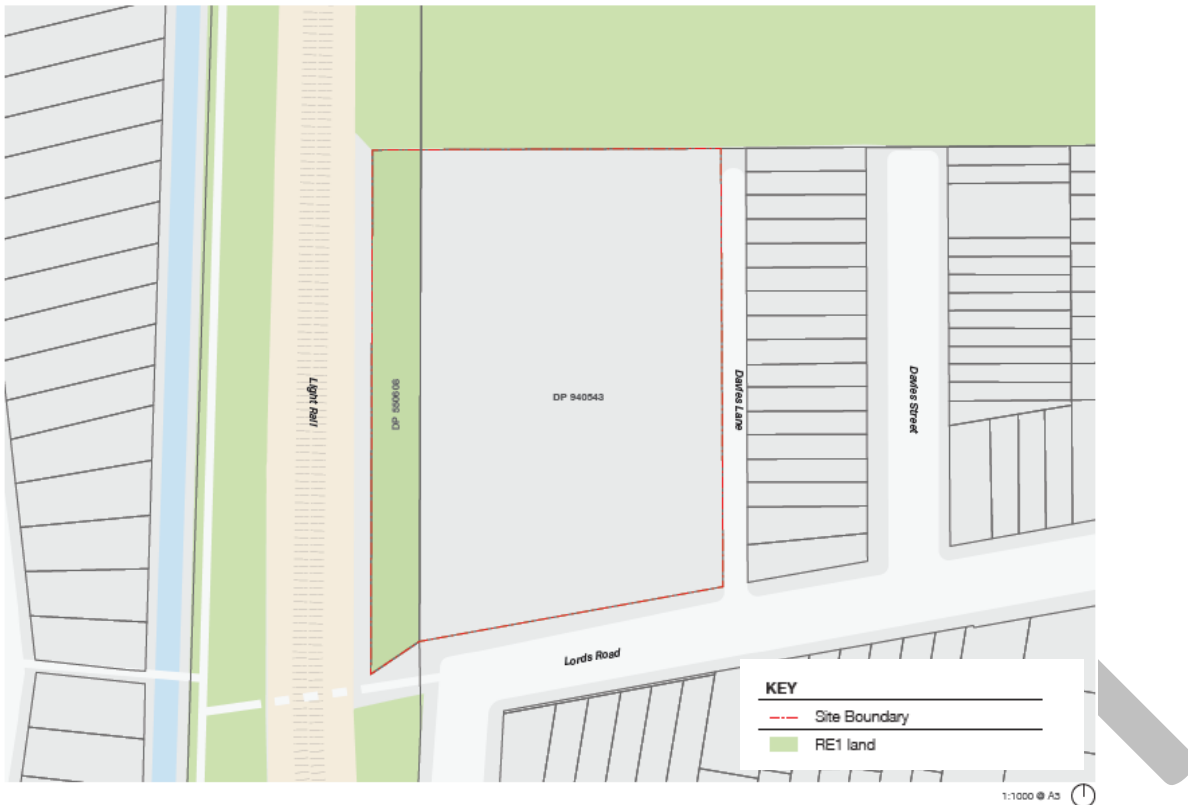 Light Rail
DP 550608
DP 940543
Davies Lane
Davies Street
Lords Road
KEY
Site Boundary
RE1 land
1:1000 @ A3